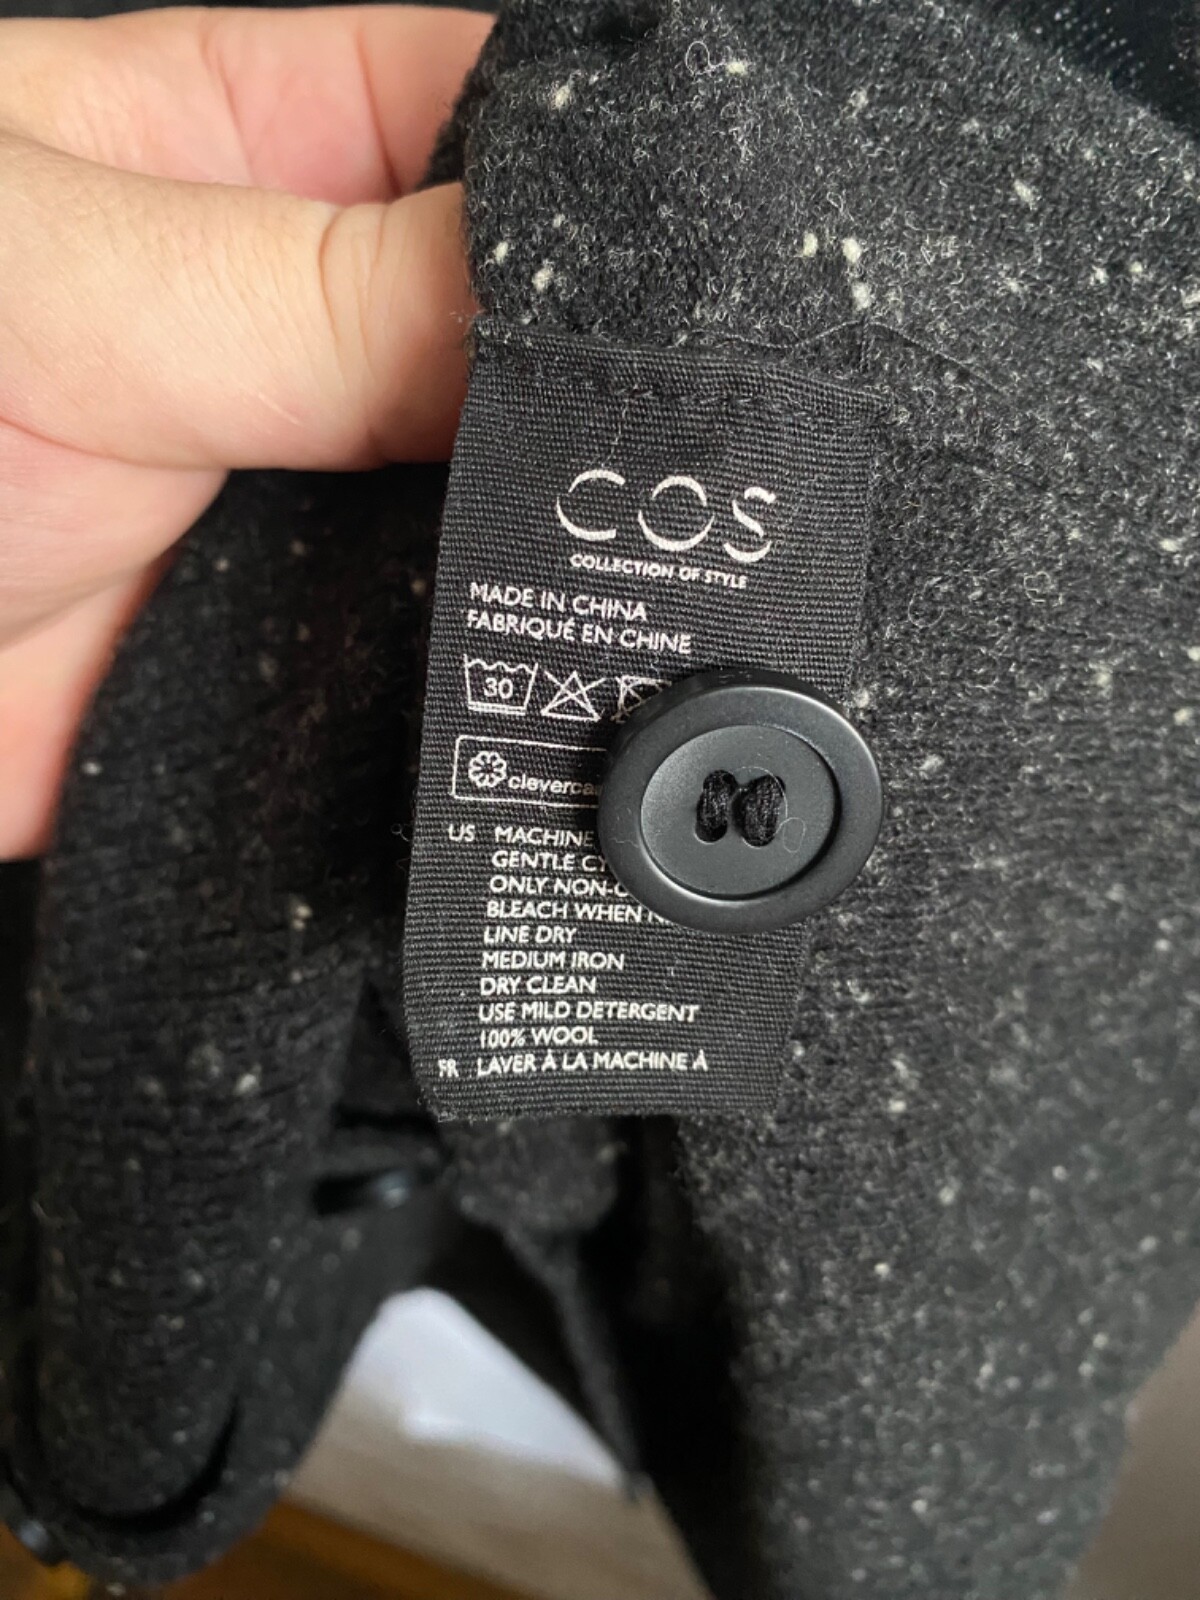 COS
COLLECTION OF STYLE
MADE IN CHINA
FABRIQUÉ EN CHINE
30
US MACHINE
GENTLE
ONLY
BLEACH WHEN
LINE DRY
MEDIUM IRON
DRY CLEAN
USE MILD DETERGENT
100% WOOL
FR LAVER À LA MACHINE À